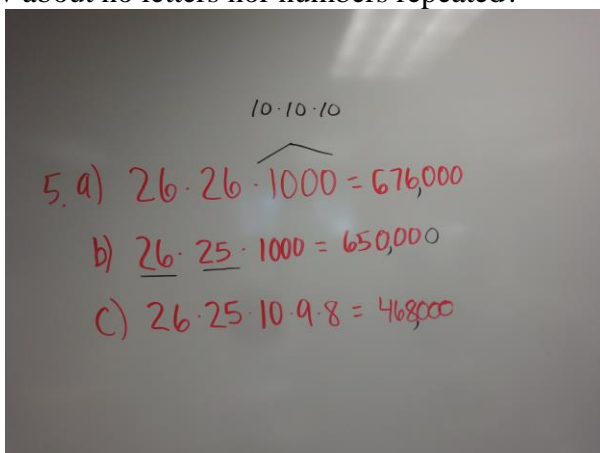 about no letters nor numbers repeated?
10·10·10
5. a) 26·26·1000 = 676,000
b) 26·25·1000 = 650,000
c) 26·25·10·9·8 = 468,000